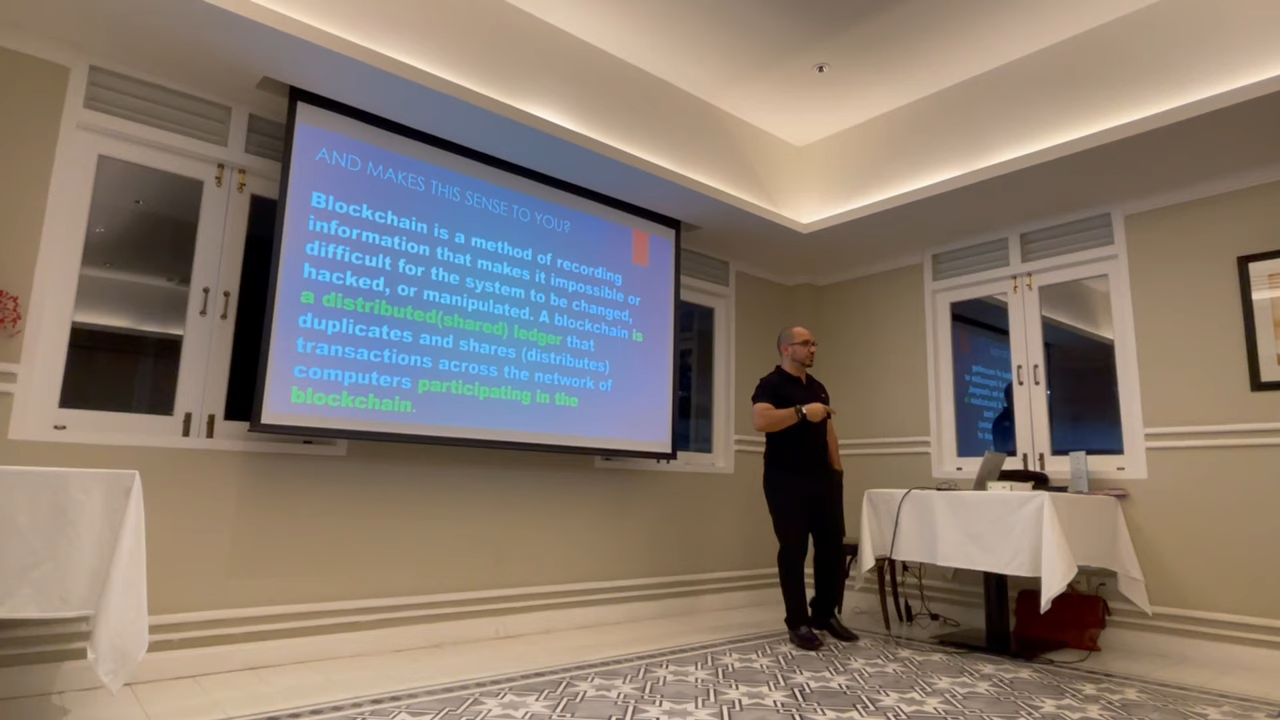 AND MAKES THIS SENSE TO YOU?
Blockchain is a method of recording
information that makes it impossible or
difficult for the system to be changed,
hacked, or manipulated. A blockchain is
a distributed(shared) ledger that
duplicates and shares (distributes)
transactions across the network of
computers participating in the
blockchain.